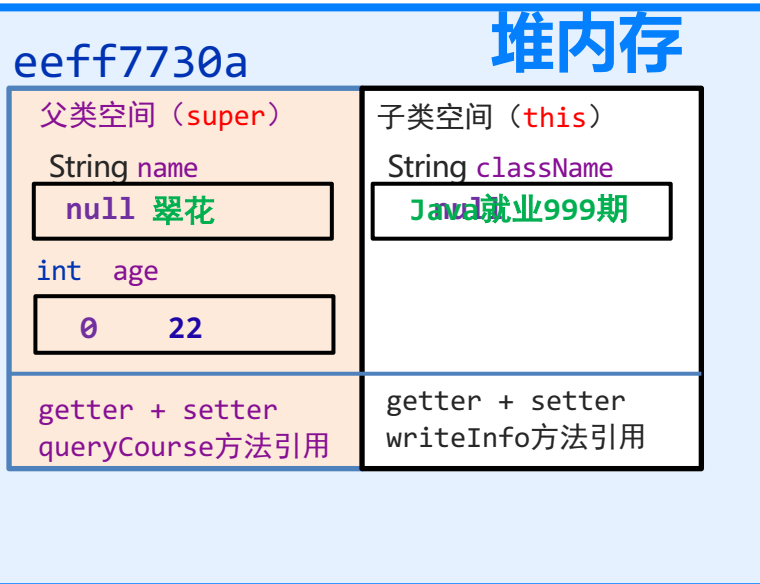 堆内存
eeff7730a
父类空间（super）
String name
null 翠花
int age
0 22
getter + setter
queryCourse方法引用
子类空间（this）
String className
null
Java就业999期
getter + setter
writeInfo方法引用